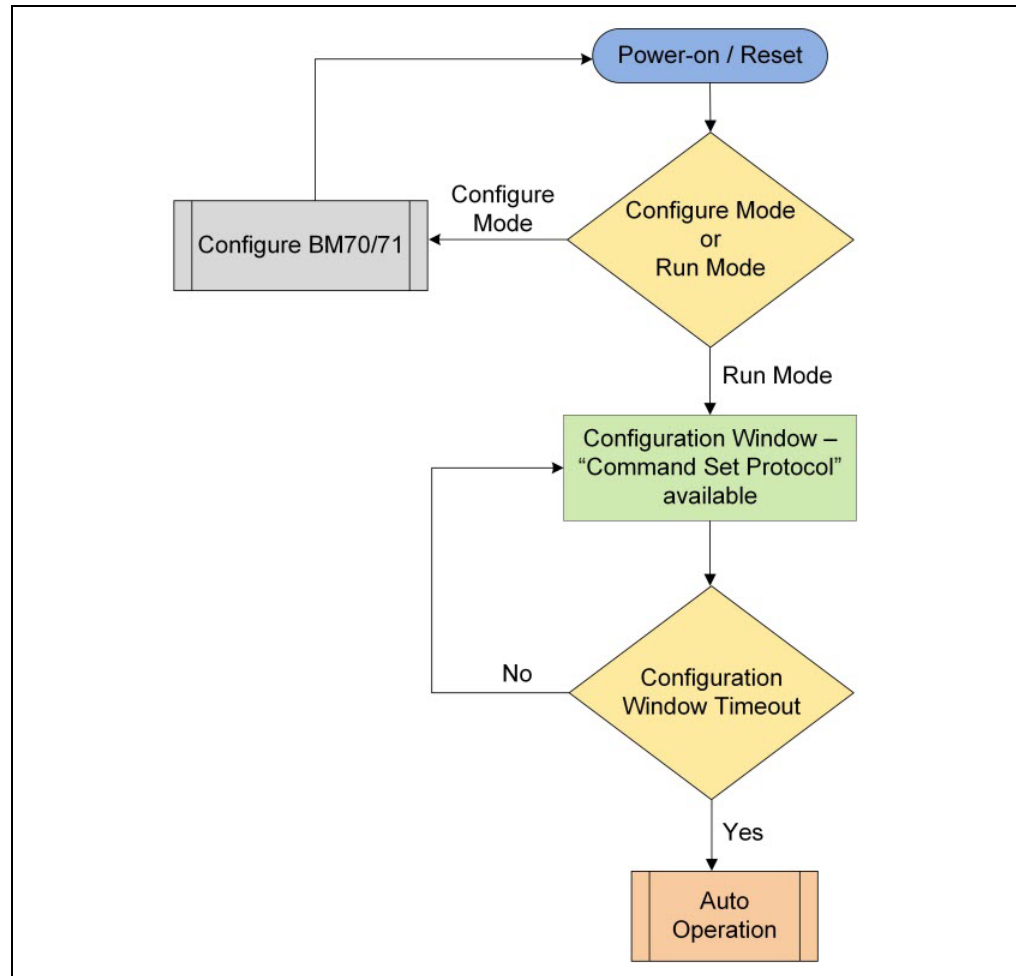 Power-on / Reset
Configure Mode
or
Run Mode
Configure
Mode
Configure BM70/71
Run Mode
Configuration Window –
“Command Set Protocol”
available
No
Configuration
Window Timeout
Yes
Auto
Operation